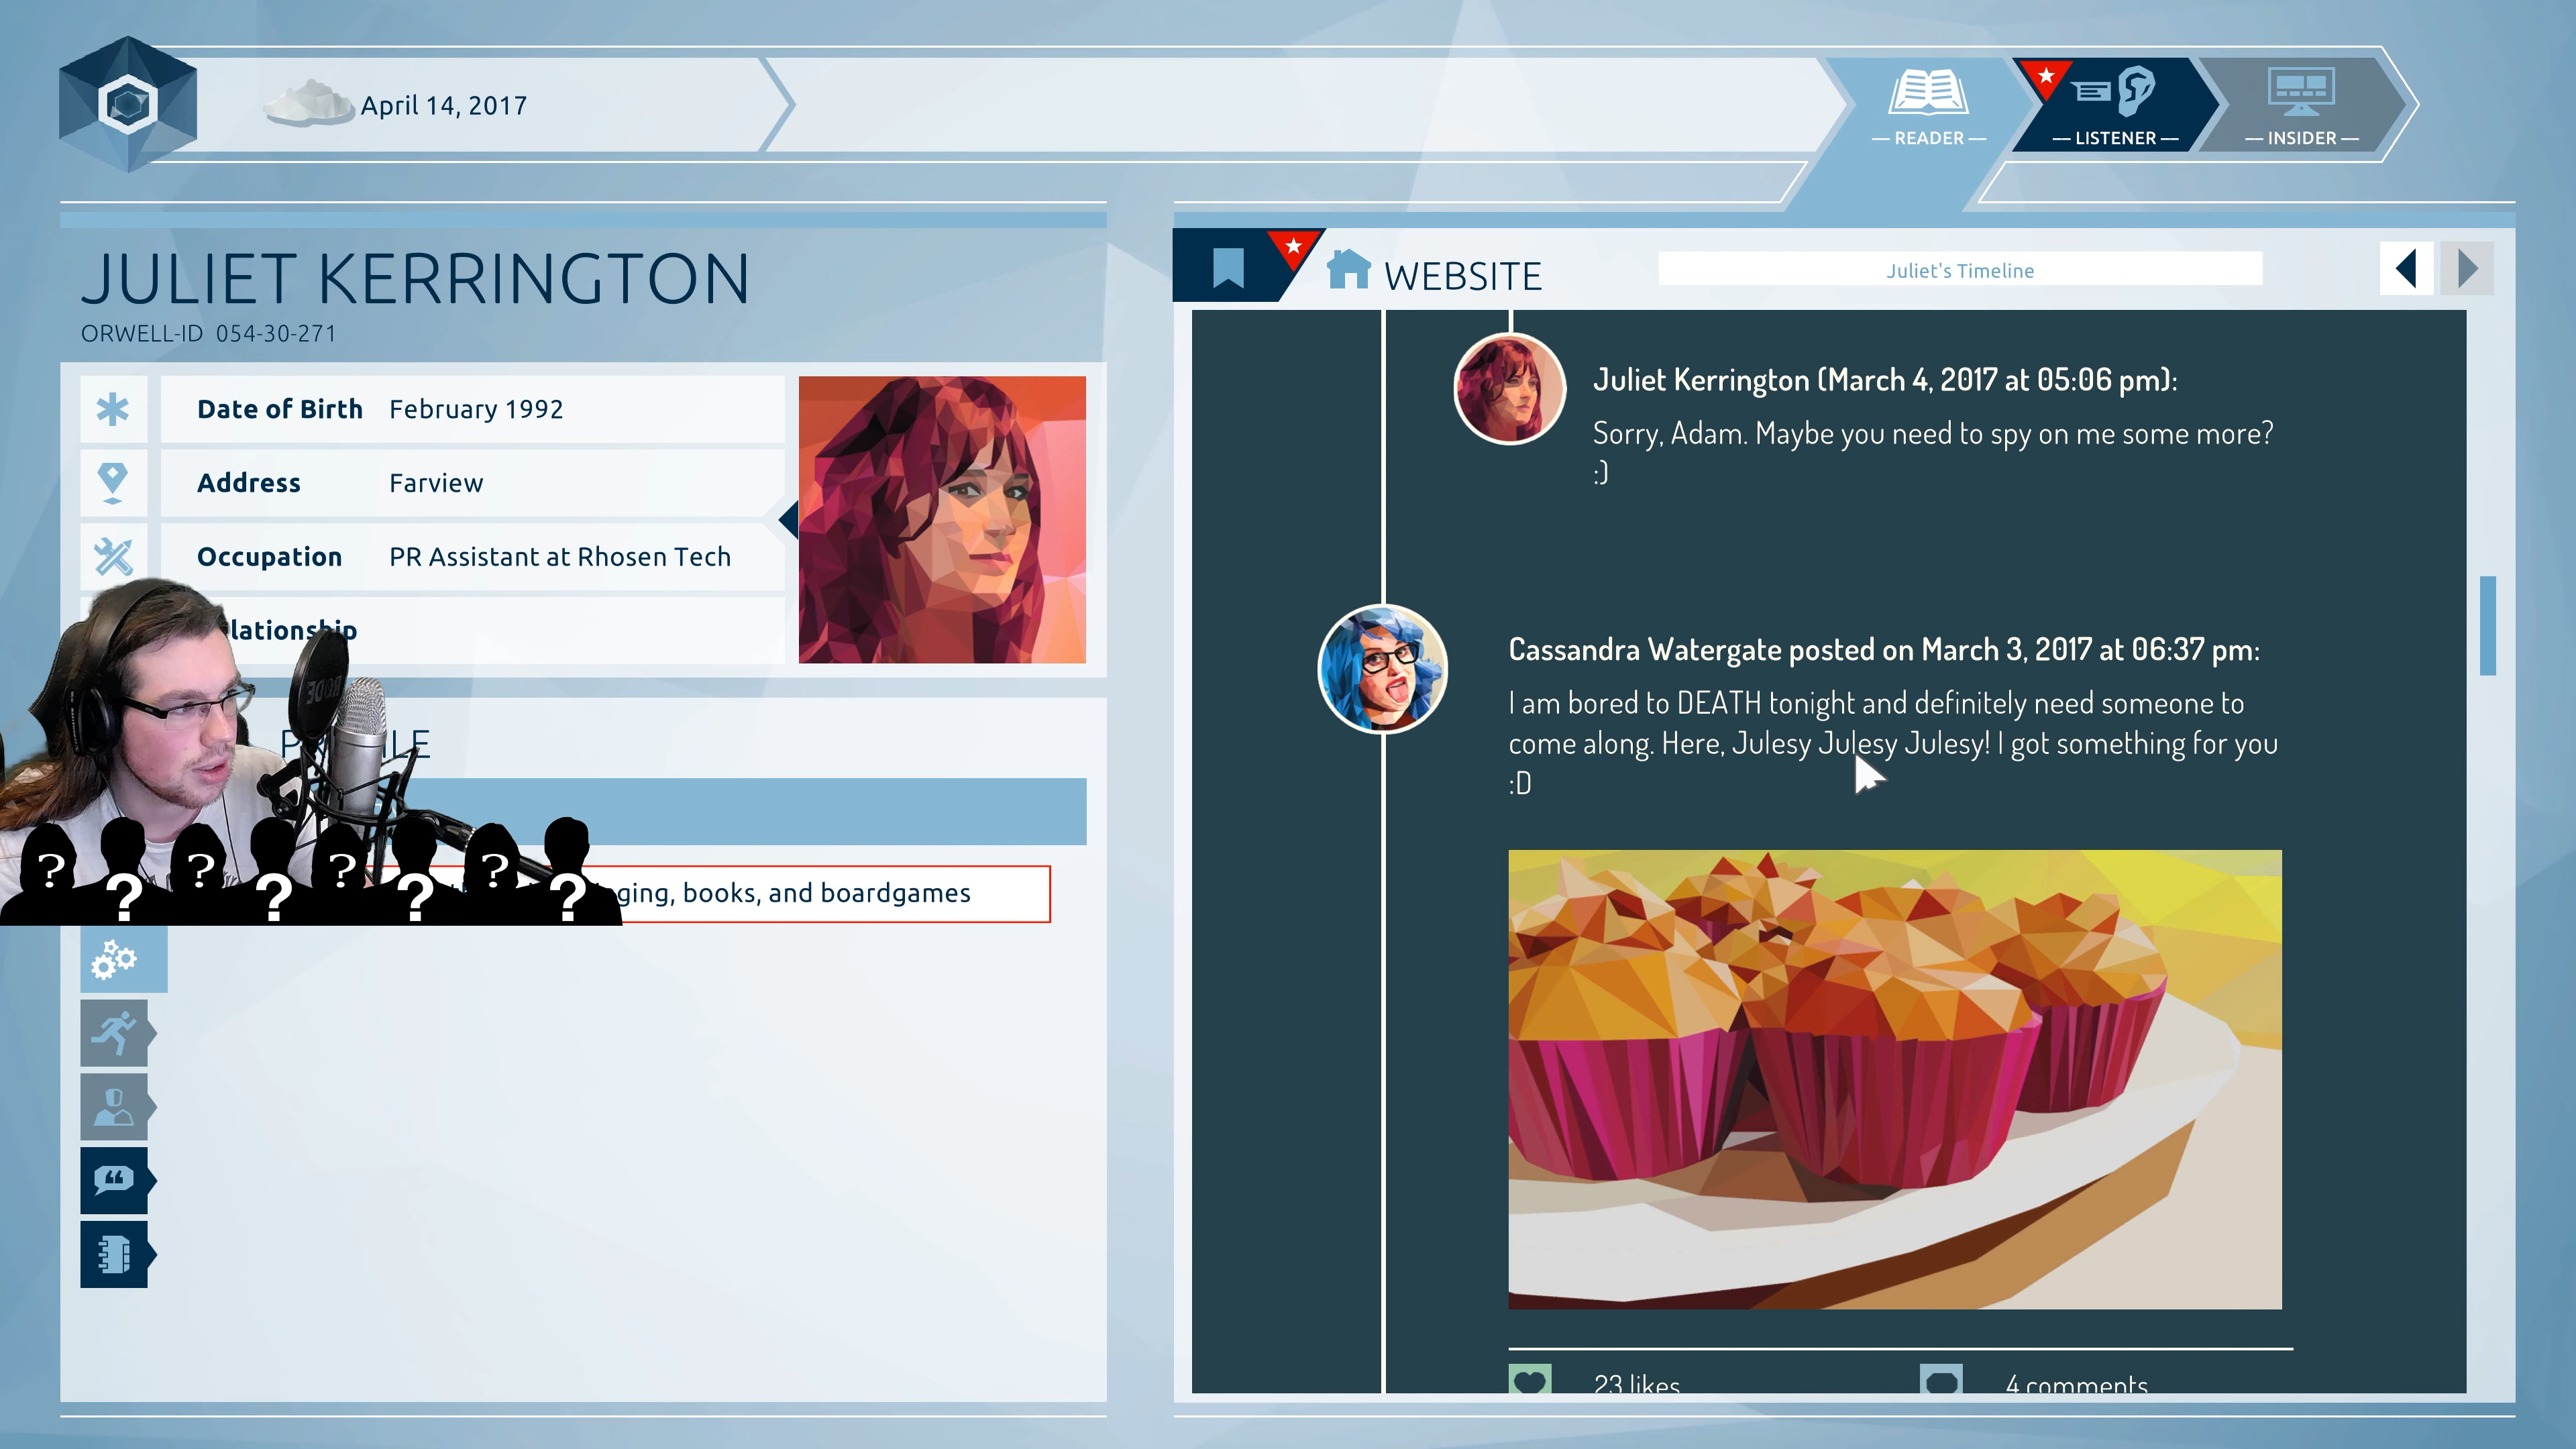 April 14, 2017
READER
LISTENER
INSIDER
JULIET KERRINGTON
ORWELL-ID 054-30-271
Date of Birth February 1992
Address Farview
Occupation PR Assistant at Rhosen Tech
lationship
RODE
ging, books, and boardgames
? ? ? ? ? ? ? ?
WEBSITE
Juliet's Timeline
Juliet Kerrington (March 4, 2017 at 05:06 pm):
Sorry, Adam. Maybe you need to spy on me some more?
:)
Cassandra Watergate posted on March 3, 2017 at 06:37 pm:
I am bored to DEATH tonight and definitely need someone to
come along. Here, Julesy Julesy Julesy! I got something for you
:D
23 likes
4 comments